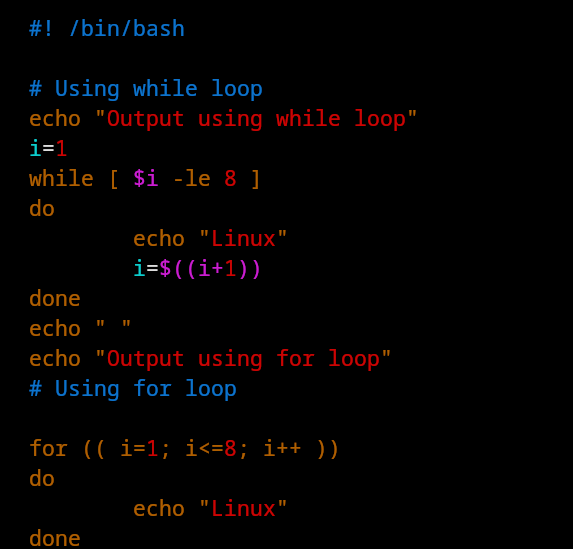 #! /bin/bash

# Using while loop
echo "Output using while loop"
i=1
while [ $i -le 8 ]
do
        echo "Linux"
        i=$((i+1))
done
echo " "
echo "Output using for loop"
# Using for loop

for (( i=1; i<=8; i++ ))
do
        echo "Linux"
done